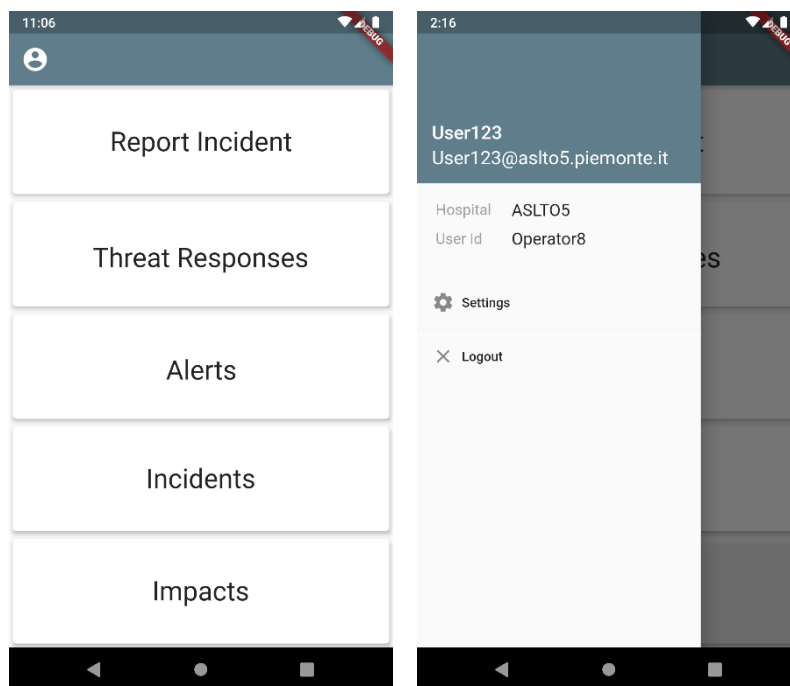 11:06
DEBUG
Report Incident
Threat Responses
Alerts
Incidents
Impacts
2:16
DEBUG
User123
User123@aslto5.piemonte.it
Hospital ASLTO5
User Id Operator8
es
Settings
Logout